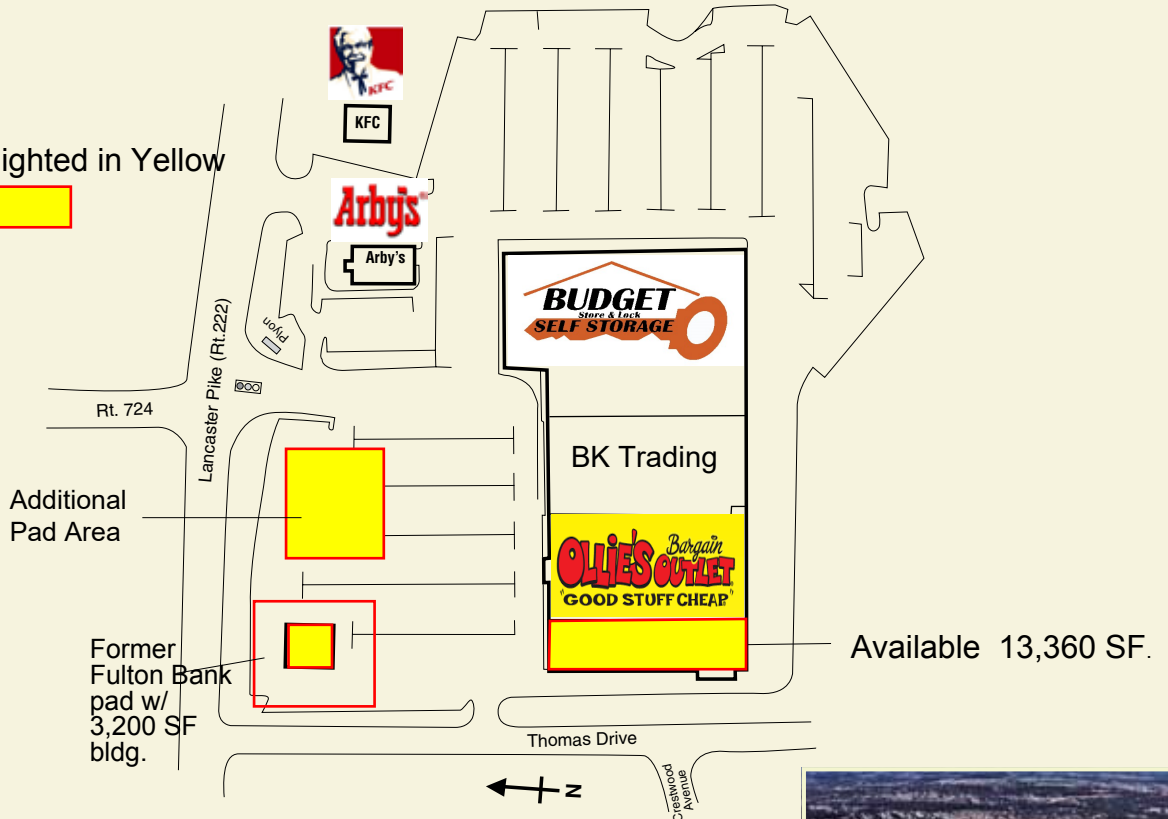 KFC
KFC
ighted in Yellow
Arby's®
Arby's
BUDGET
Store & Lock
SELF STORAGE
Plyon
Lancaster Pike (Rt.222)
Rt. 724
BK Trading
Additional
Pad Area
OLLIE'S Bargain
OUTLET
"GOOD STUFF CHEAP"
Former
Fulton Bank
pad w/
3,200 SF
bldg.
Available 13,360 SF.
Thomas Drive
Crestwood
Avenue
N